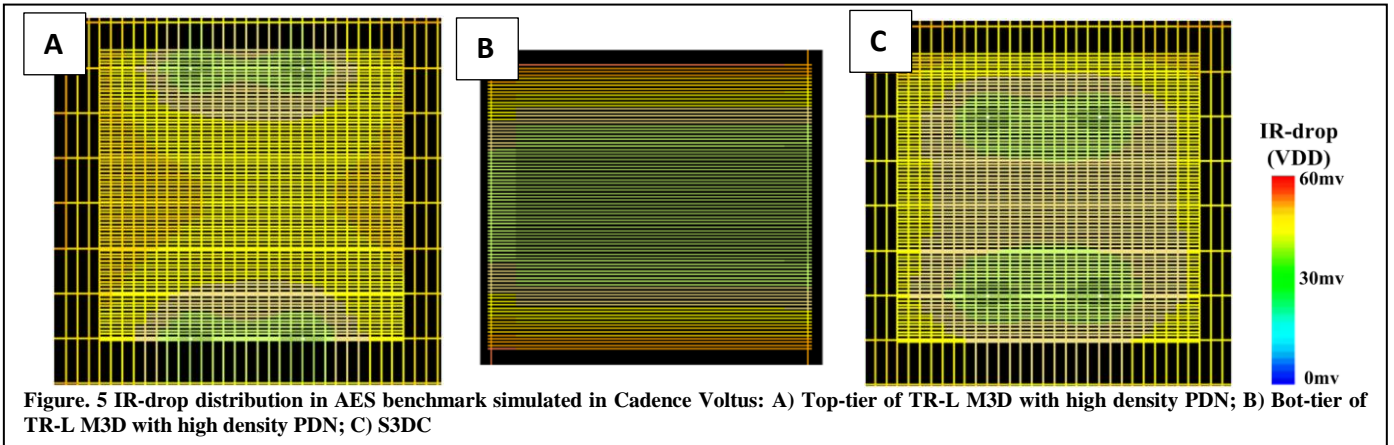 A
B
C
IR-drop
(VDD)
60mv
30mv
0mv
Figure. 5 IR-drop distribution in AES benchmark simulated in Cadence Voltus: A) Top-tier of TR-L M3D with high density PDN; B) Bot-tier of
TR-L M3D with high density PDN; C) S3DC